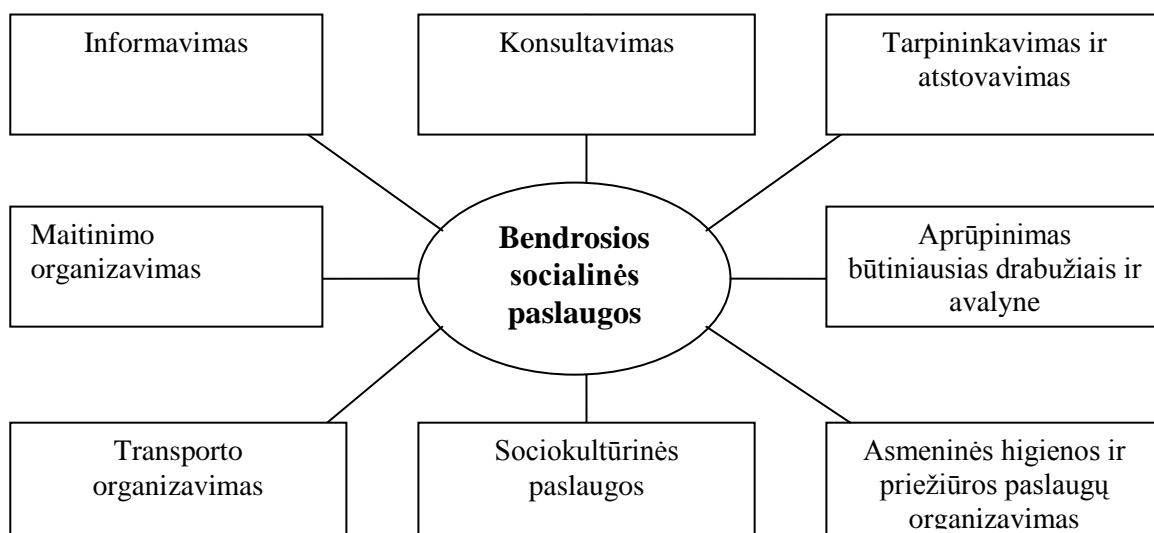 Informavimas
Konsultavimas
Tarpininkavimas ir
atstovavimas
Maitinimo
organizavimas
Bendrosios
socialinės
paslaugos
Aprūpinimas
būtiniausias drabužiais ir
avalyne
Transporto
organizavimas
Sociokultūrinės
paslaugos
Asmeninės higienos ir
priežiūros paslaugų
organizavimas